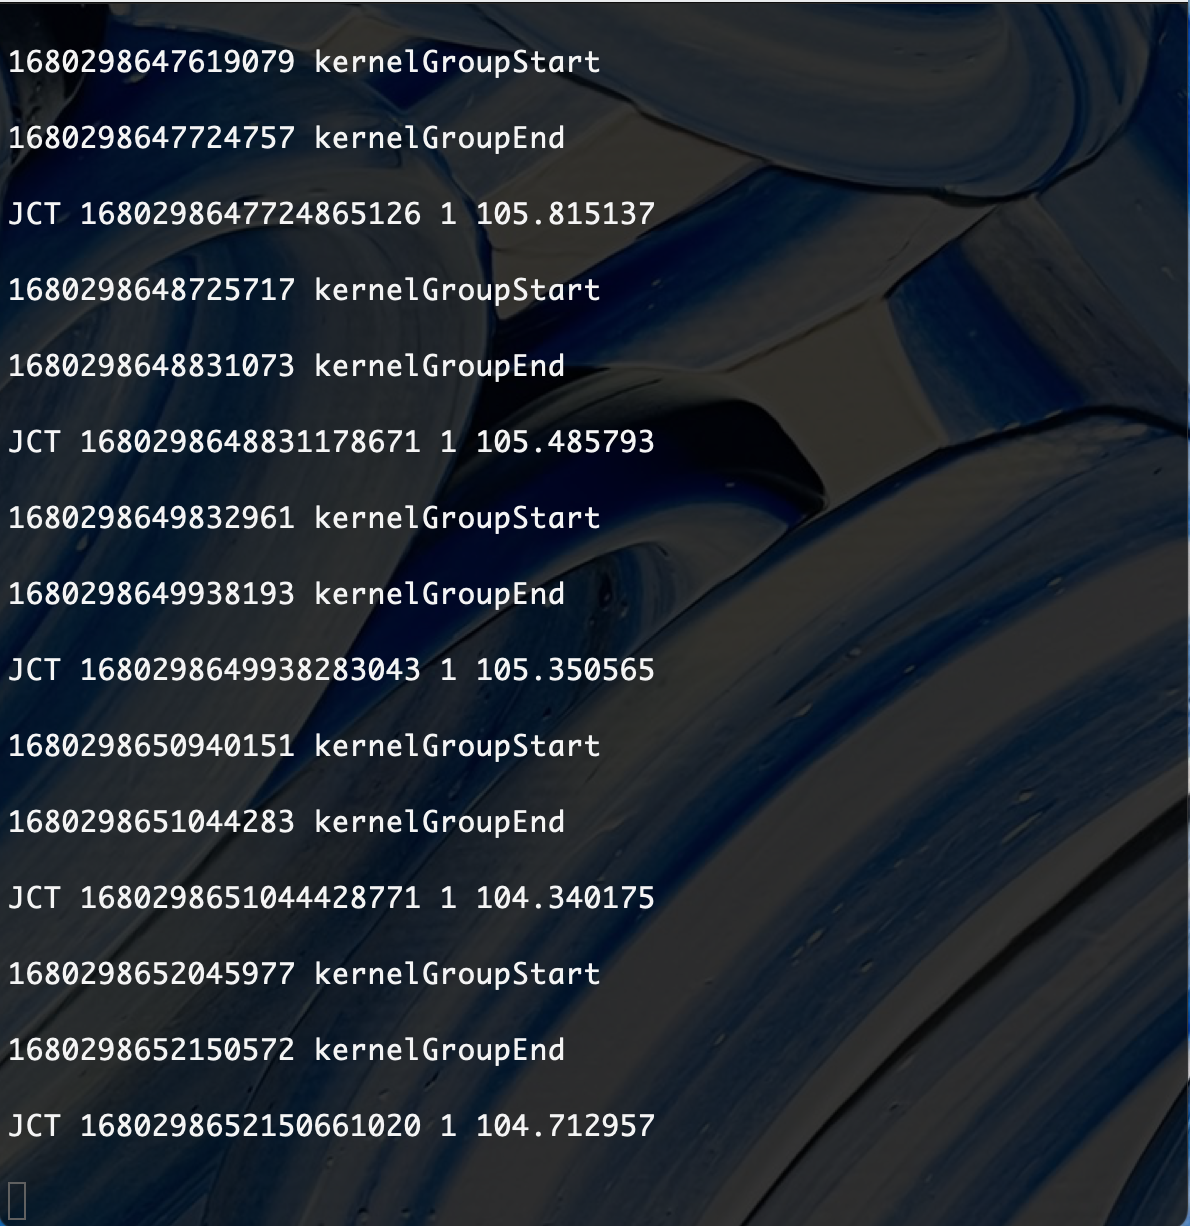 1680298647619079 kernelGroupStart
1680298647724757 kernelGroupEnd
JCT 1680298647724865126 1 105.815137
1680298648725717 kernelGroupStart
1680298648831073 kernelGroupEnd
JCT 1680298648831178671 1 105.485793
1680298649832961 kernelGroupStart
1680298649938193 kernelGroupEnd
JCT 1680298649938283043 1 105.350565
1680298650940151 kernelGroupStart
1680298651044283 kernelGroupEnd
JCT 1680298651044428771 1 104.340175
1680298652045977 kernelGroupStart
1680298652150572 kernelGroupEnd
JCT 1680298652150661020 1 104.712957